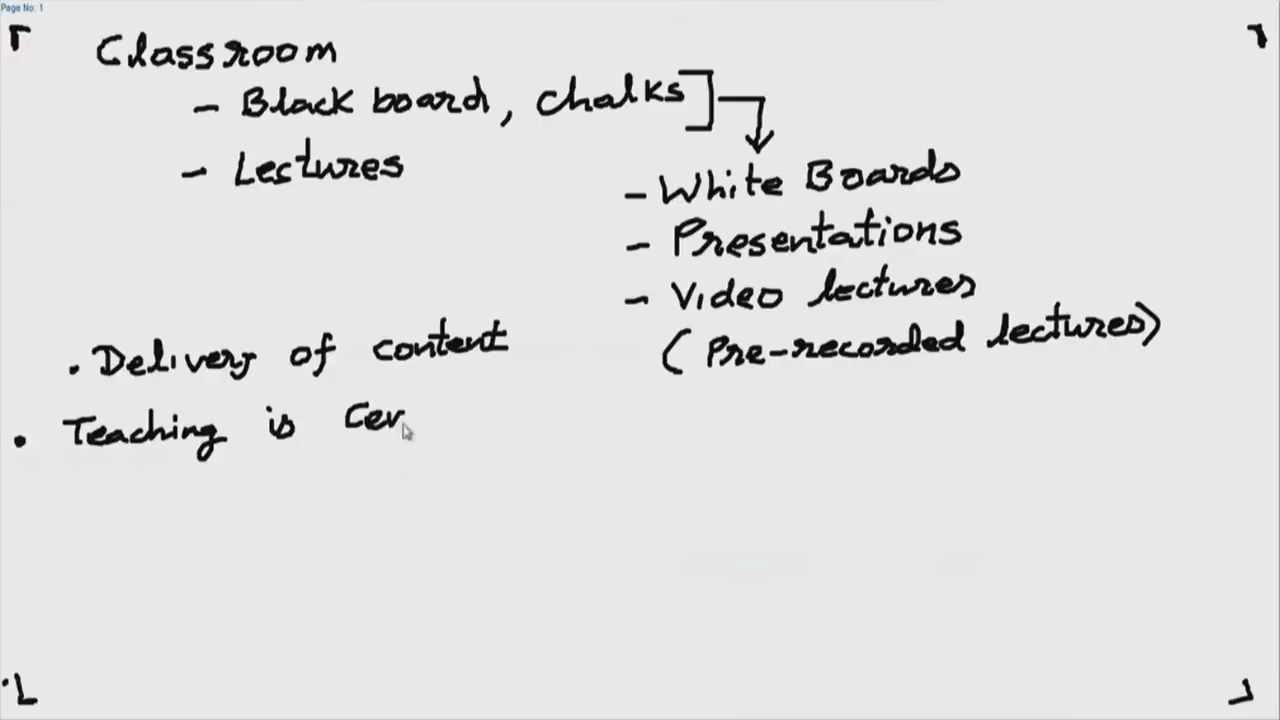 Page No: 1
Classroom
- Black board, chalks
- Lectures
- White Boards
- Presentations
- Video lectures
(Pre-recorded lectures)
. Delivery of content
• Teaching is Cen